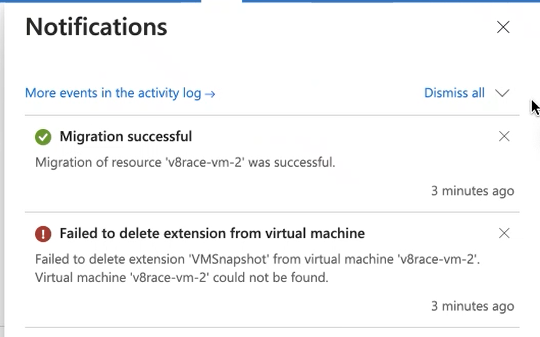 Notifications
More events in the activity log →
Dismiss all
Migration successful
Migration of resource 'v8race-vm-2' was successful.
3 minutes ago
Failed to delete extension from virtual machine
Failed to delete extension 'VMSnapshot' from virtual machine 'v8race-vm-2'.
Virtual machine 'v8race-vm-2' could not be found.
3 minutes ago